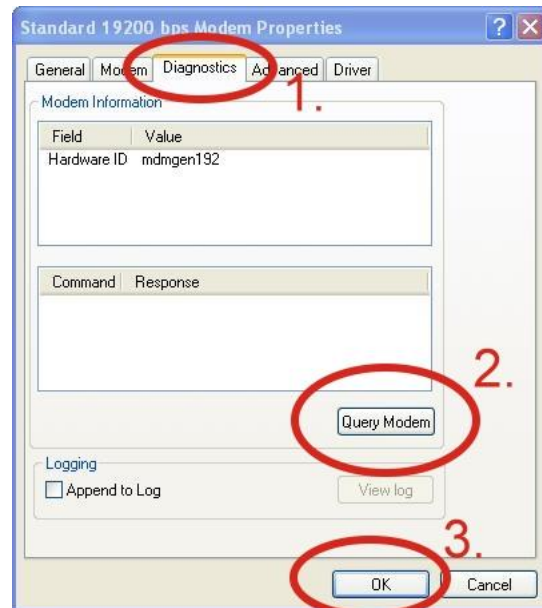 Standard 19200 bps Modem Properties
General Modem Diagnostics Advanced Driver
1.
Modem Information
Field Value
Hardware ID mdmgen192
Command Response
2.
Query Modem
Logging
Append to Log View log
3.
OK Cancel